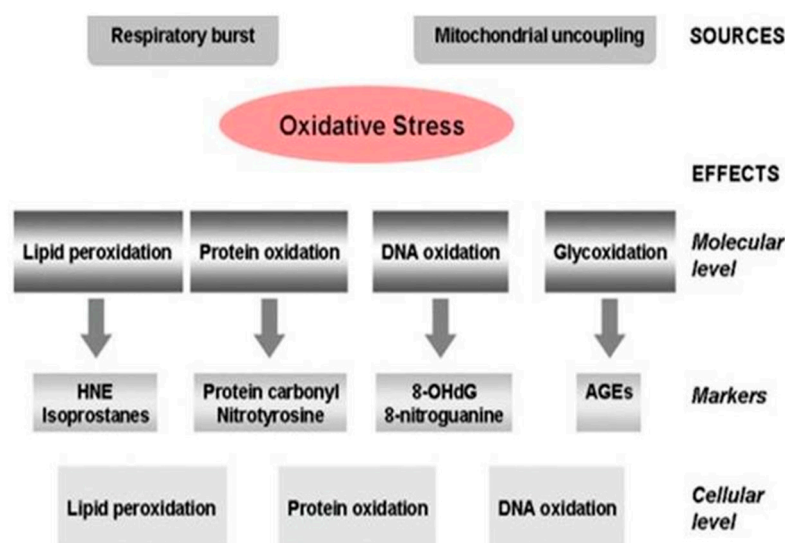 Respiratory burst
Mitochondrial uncoupling
SOURCES
Oxidative Stress
EFFECTS
Lipid peroxidation
Protein oxidation
DNA oxidation
Glycoxidation
Molecular
level
HNE
Isoprostanes
Protein carbonyl
Nitrotyrosine
8-OHdG
8-nitroguanine
AGEs
Markers
Lipid peroxidation
Protein oxidation
DNA oxidation
Cellular
level